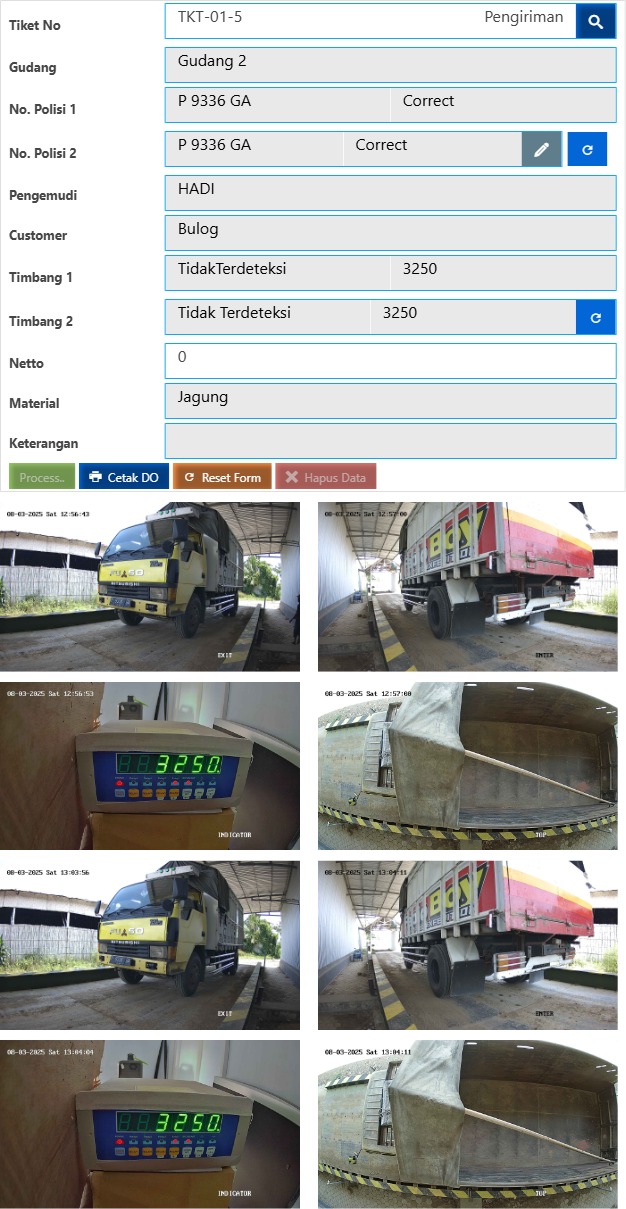 Tiket No TKT-01-5 Pengiriman
Gudang Gudang 2
No. Polisi 1 P 9336 GA Correct
No. Polisi 2 P 9336 GA Correct
Pengemudi HADI
Customer Bulog
Timbang 1 TidakTerdeteksi 3250
Timbang 2 Tidak Terdeteksi 3250
Netto 0
Material Jagung
Keterangan
Process.. Cetak DO Reset Form Hapus Data
08-03-2025 Sat 12:56:43
FUSO
EXIT
08-03-2025 Sat 12:57:00
BOY
ENTER
08-03-2025 Sat 12:56:53
3250.
INDICATOR
08-03-2025 Sat 12:57:00
TOP
08-03-2025 Sat 13:03:56
FUSO
EXIT
08-03-2025 Sat 13:04:11
BOY
ENTER
08-03-2025 Sat 13:04:04
3250.
INDICATOR
08-03-2025 Sat 13:04:11
TOP